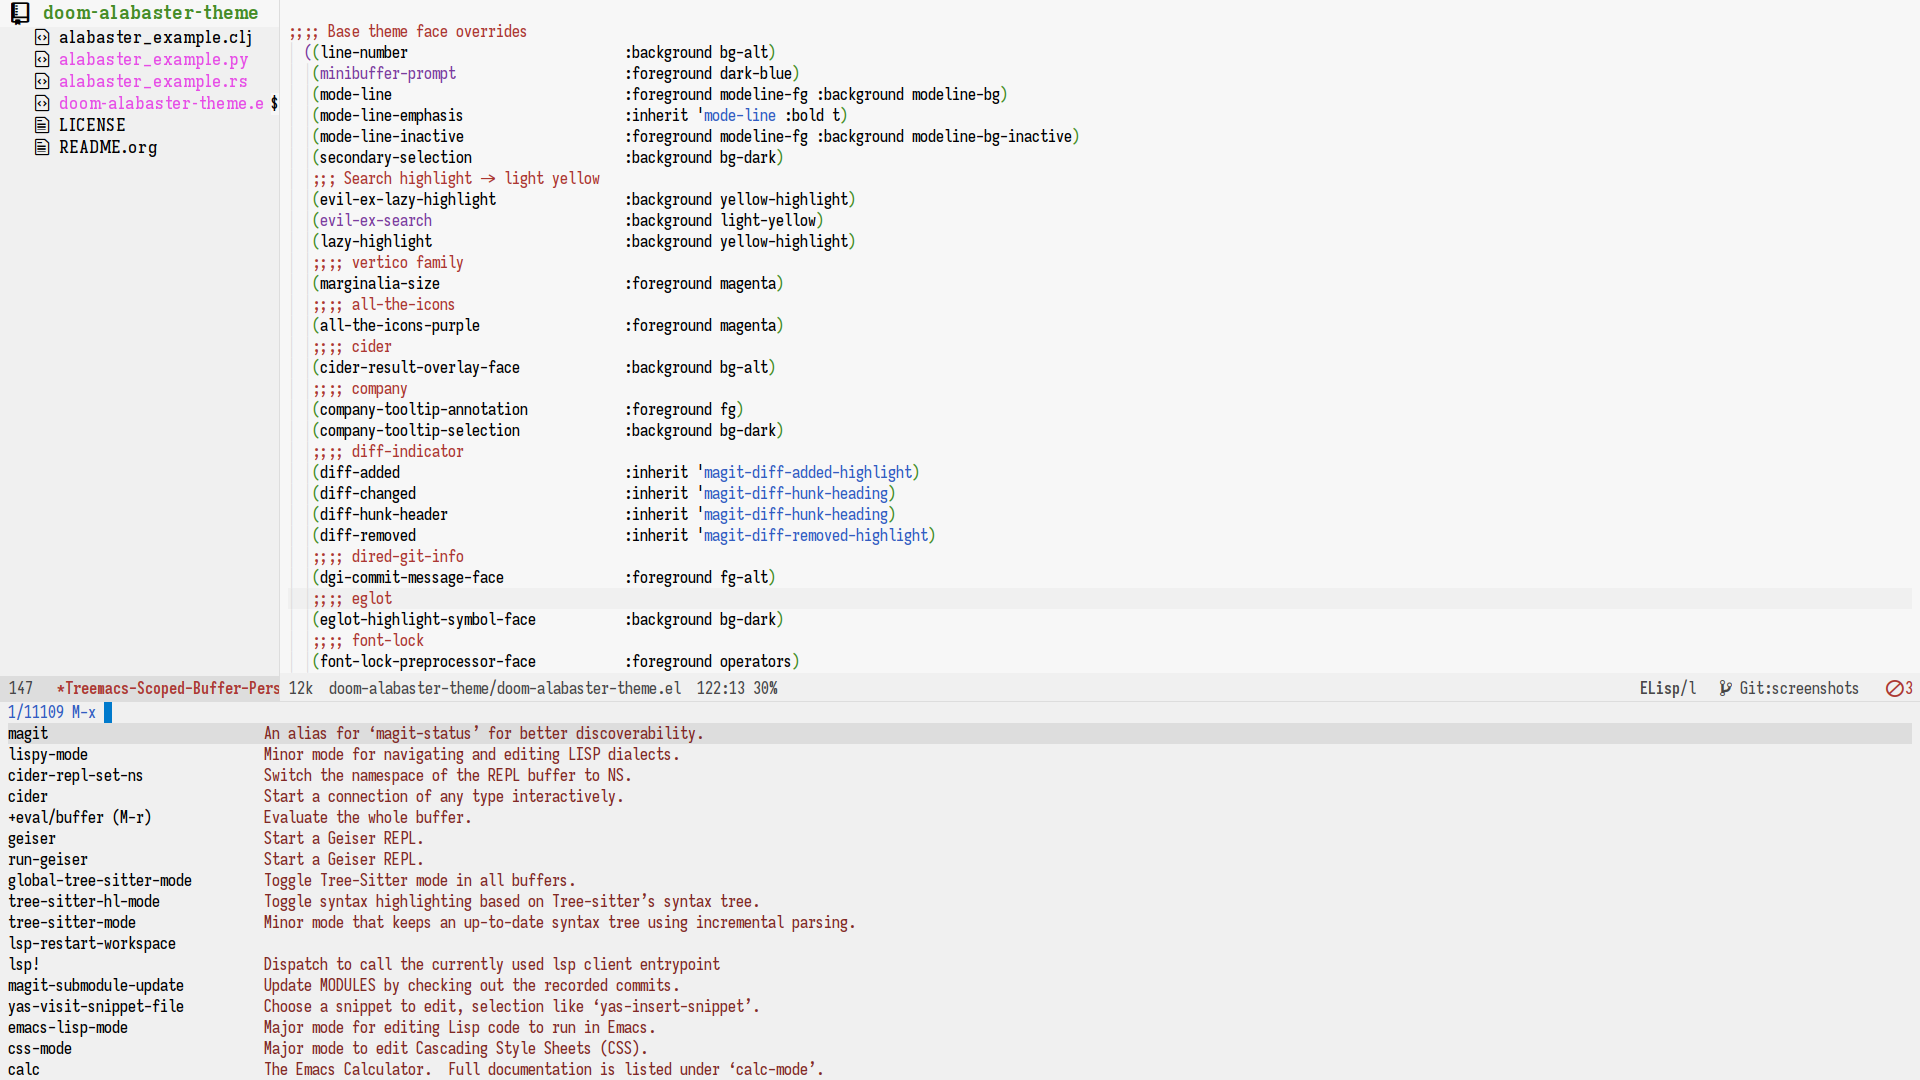 doom-alabaster-theme
alabaster_example.clj
alabaster_example.py
alabaster_example.rs
doom-alabaster-theme.e $
LICENSE
README.org
;;;; Base theme face overrides
((line-number :background bg-alt)
(minibuffer-prompt :foreground dark-blue)
(mode-line :foreground modeline-fg :background modeline-bg)
(mode-line-emphasis :inherit 'mode-line :bold t)
(mode-line-inactive :foreground modeline-fg :background modeline-bg-inactive)
(secondary-selection :background bg-dark)
;;; Search highlight -> light yellow
(evil-ex-lazy-highlight :background yellow-highlight)
(evil-ex-search :background light-yellow)
(lazy-highlight :background yellow-highlight)
;;;; vertico family
(marginalia-size :foreground magenta)
;;;; all-the-icons
(all-the-icons-purple :foreground magenta)
;;;; cider
(cider-result-overlay-face :background bg-alt)
;;;; company
(company-tooltip-annotation :foreground fg)
(company-tooltip-selection :background bg-dark)
;;;; diff-indicator
(diff-added :inherit 'magit-diff-added-highlight)
(diff-changed :inherit 'magit-diff-hunk-heading)
(diff-hunk-header :inherit 'magit-diff-hunk-heading)
(diff-removed :inherit 'magit-diff-removed-highlight)
;;;; dired-git-info
(dgi-commit-message-face :foreground fg-alt)
;;;; eglot
(eglot-highlight-symbol-face :background bg-dark)
;;;; font-lock
(font-lock-preprocessor-face :foreground operators)
147 *Treemacs-Scoped-Buffer-Pers 12k doom-alabaster-theme/doom-alabaster-theme.el 122:13 30% ELisp/l Git:screenshots 3
1/11109 M-x
magit An alias for ‘magit-status’ for better discoverability.
lispy-mode Minor mode for navigating and editing LISP dialects.
cider-repl-set-ns Switch the namespace of the REPL buffer to NS.
cider Start a connection of any type interactively.
+eval/buffer (M-r) Evaluate the whole buffer.
geiser Start a Geiser REPL.
run-geiser Start a Geiser REPL.
global-tree-sitter-mode Toggle Tree-Sitter mode in all buffers.
tree-sitter-hl-mode Toggle syntax highlighting based on Tree-sitter’s syntax tree.
tree-sitter-mode Minor mode that keeps an up-to-date syntax tree using incremental parsing.
lsp-restart-workspace
lsp! Dispatch to call the currently used lsp client entrypoint
magit-submodule-update Update MODULES by checking out the recorded commits.
yas-visit-snippet-file Choose a snippet to edit, selection like ‘yas-insert-snippet’.
emacs-lisp-mode Major mode for editing Lisp code to run in Emacs.
css-mode Major mode to edit Cascading Style Sheets (CSS).
calc The Emacs Calculator.  Full documentation is listed under ‘calc-mode’.